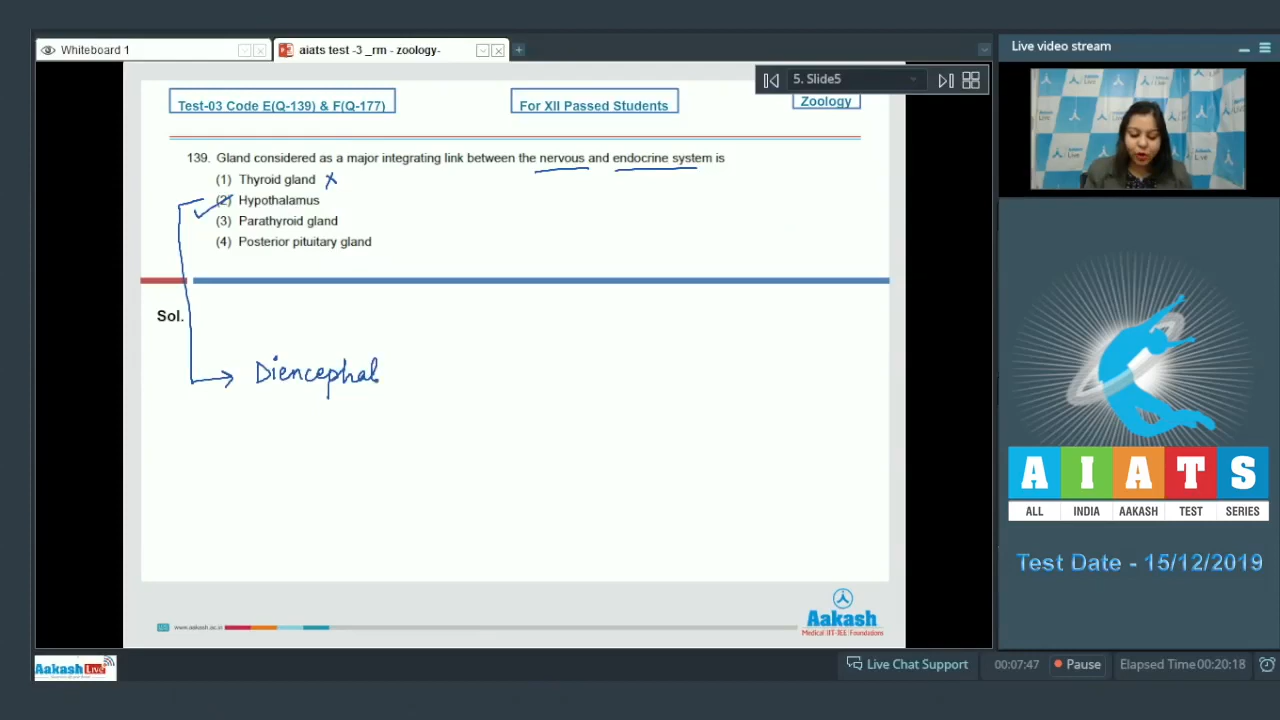 Whiteboard 1
aiats test -3 _rm - zoology-
Live video stream
5. Slide5
Test-03 Code E(Q-139) & F(Q-177)
For XII Passed Students
Zoology
139. Gland considered as a major integrating link between the nervous and endocrine system is
(1) Thyroid gland
(2) Hypothalamus
(3) Parathyroid gland
(4) Posterior pituitary gland
Sol.
Diencephal
A I A T S
ALL INDIA AAKASH TEST SERIES
Test Date - 15/12/2019
Aakash
Medical|IIT-JEE|Foundations
www.aakash.ac.in
Aakash Live
Live Chat Support
00:07:47
Pause
Elapsed Time 00:20:18